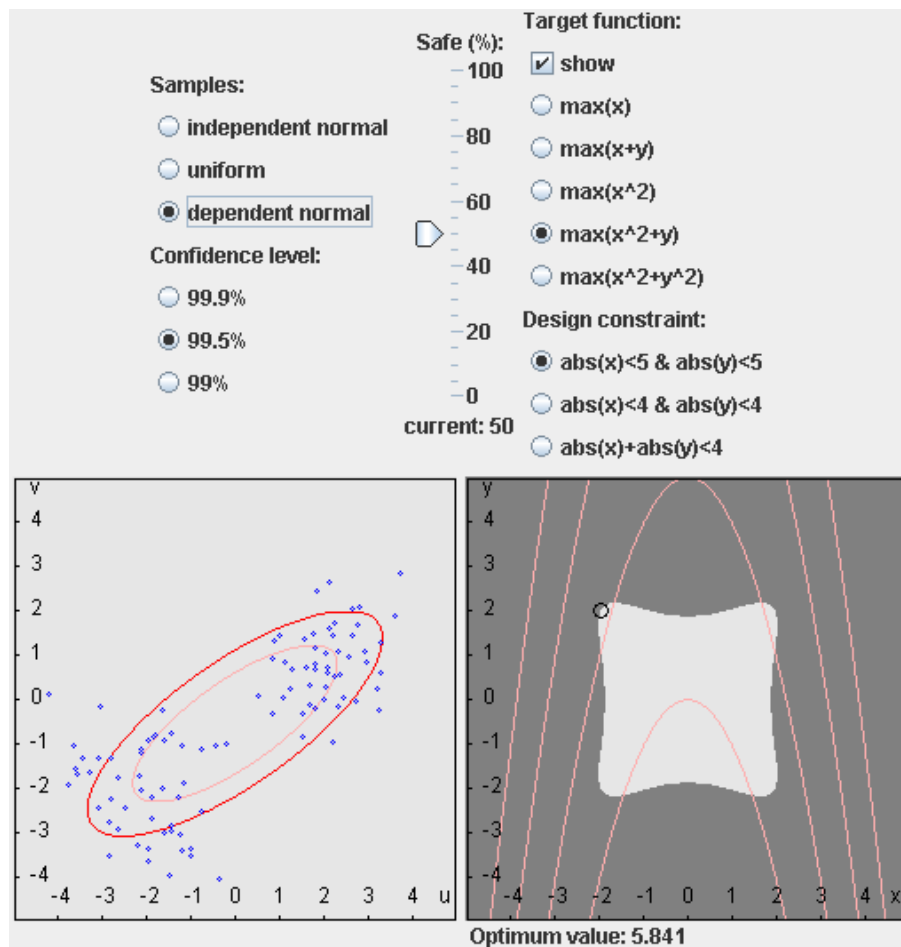 Target function:
show
max(x)
max(x+y)
max(x^2)
max(x^2+y)
max(x^2+y^2)
Design constraint:
abs(x)<5 & abs(y)<5
abs(x)<4 & abs(y)<4
abs(x)+abs(y)<4
Safe (%):
100
80
60
40
20
0
current: 50
Samples:
independent normal
uniform
dependent normal
Confidence level:
99.9%
99.5%
99%
v
4
3
2
1
0
-1
-2
-3
-4
-4 -3 -2 -1 0 1 2 3 4 u
y
4
3
2
1
0
-1
-2
-3
-4
-4 -3 -2 -1 0 1 2 3 4 x
Optimum value: 5.841